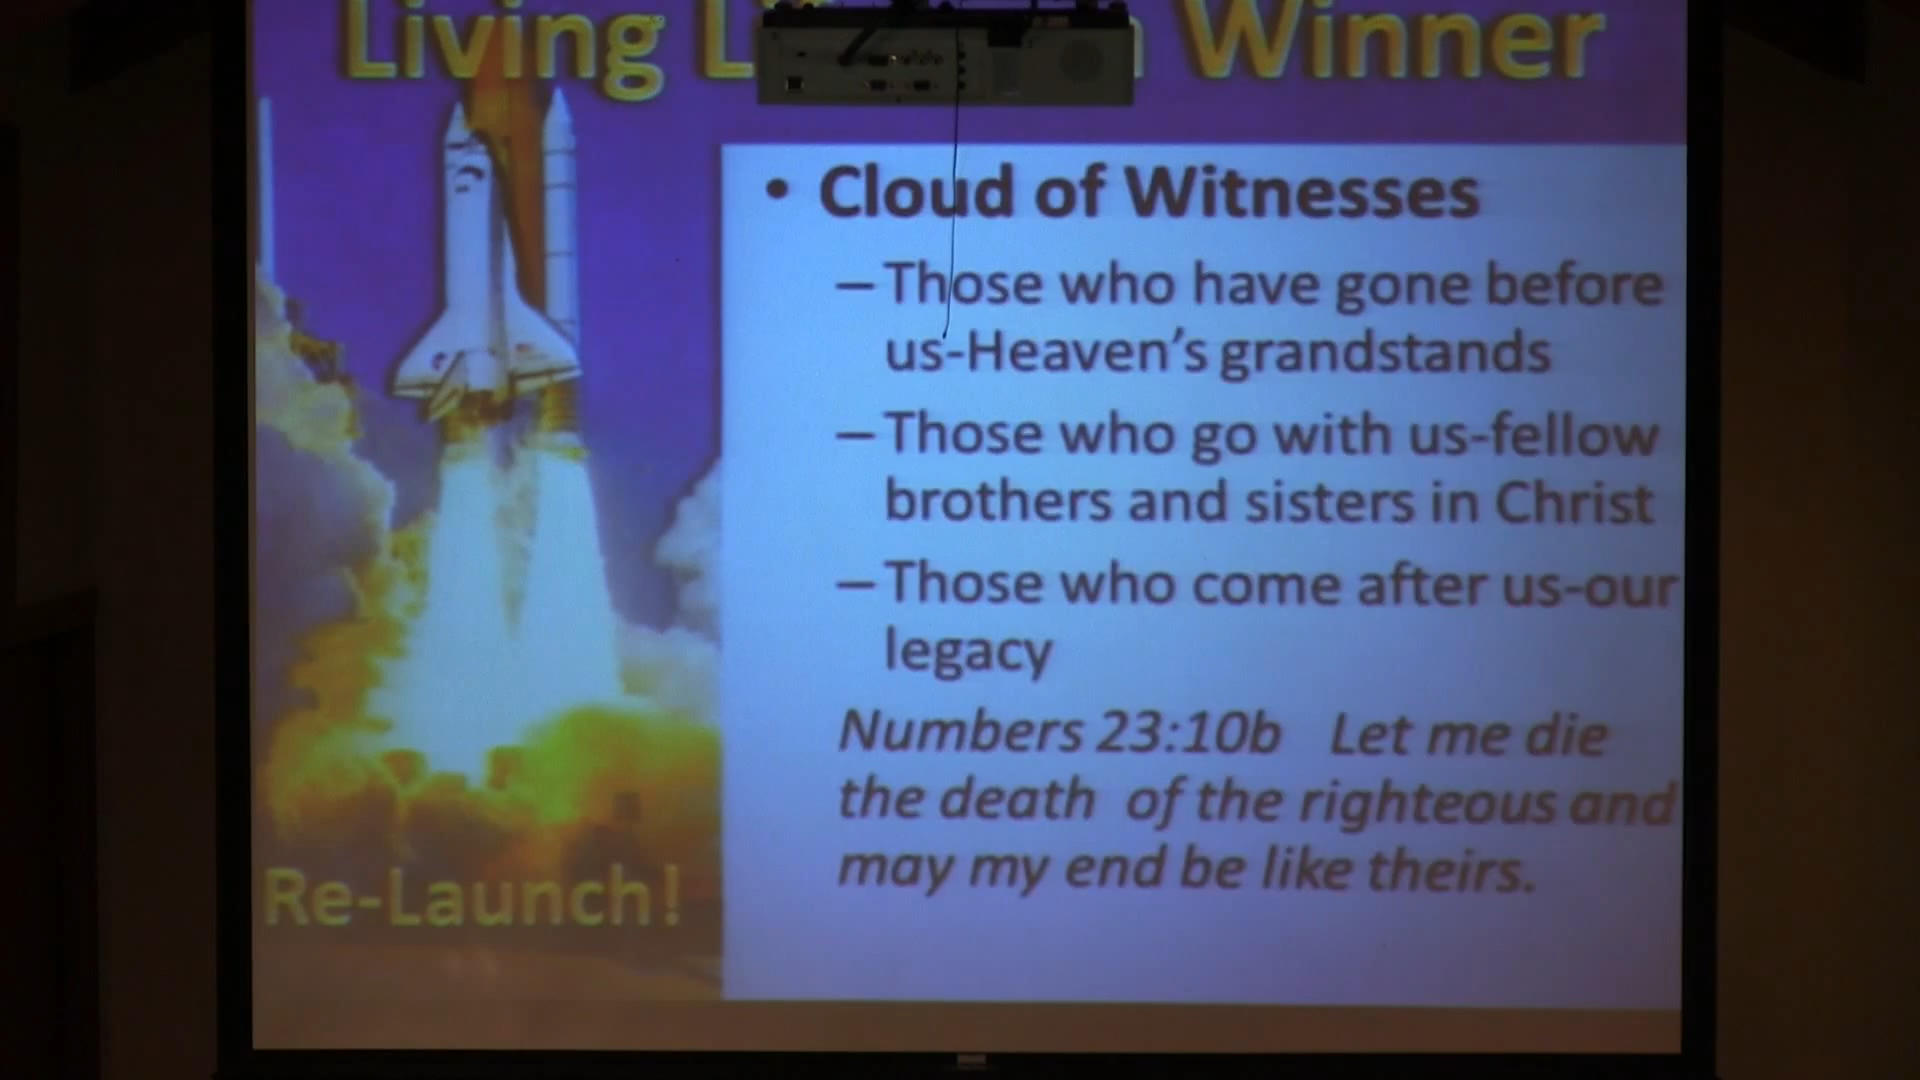 Living Winner
• Cloud of Witnesses
– Those who have gone before
us-Heaven's grandstands
– Those who go with us-fellow
brothers and sisters in Christ
– Those who come after us-our
legacy
Numbers 23:10b Let me die
the death of the righteous and
may my end be like theirs.
Re-Launch!